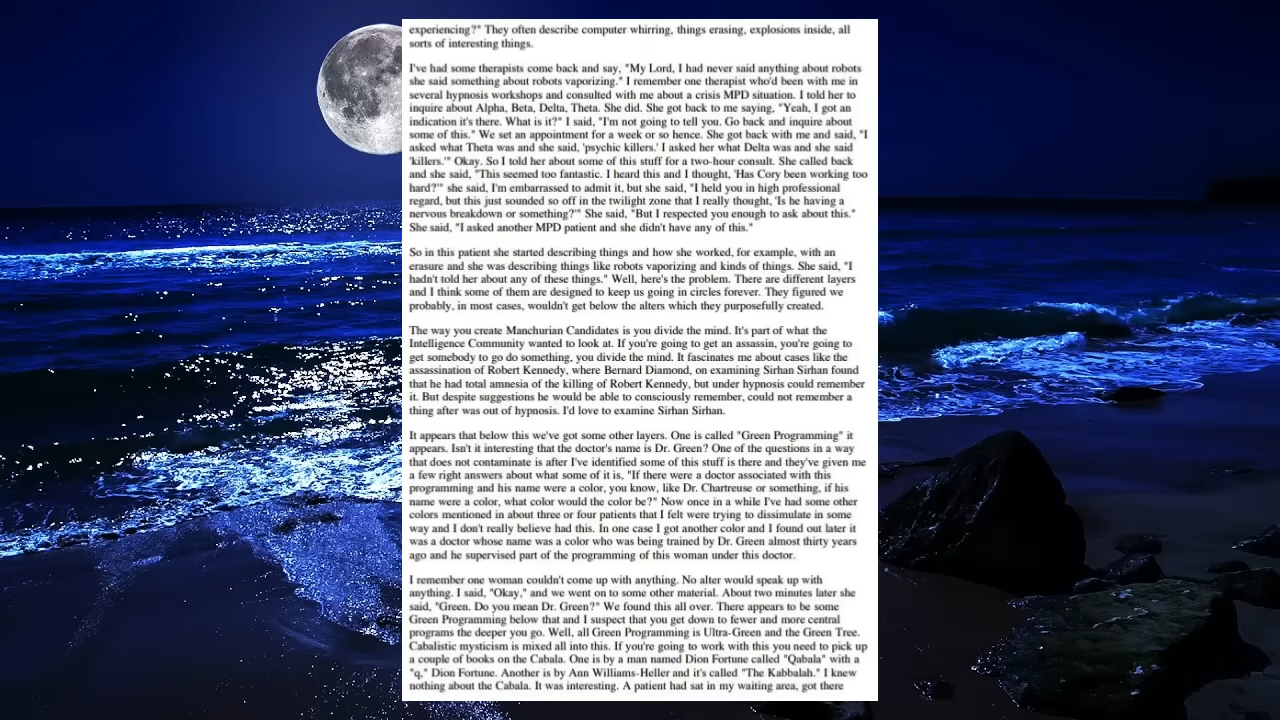 experiencing?" They often describe computer whirring, things erasing, explosions inside, all
sorts of interesting things.
I've had some therapists come back and say, "My Lord, I had never said anything about robots
she said something about robots vaporizing." I remember one therapist who'd been with me in
several hypnosis workshops and consulted with me about a crisis MPD situation. I told her to
inquire about Alpha, Beta, Delta, Theta. She did. She got back to me saying, "Yeah, I got an
indication it's there. What is it?" I said, "I'm not going to tell you. Go back and inquire about
some of this." We set an appointment for a week or so hence. She got back with me and said, "I
asked what Theta was and she said, 'psychic killers.' I asked her what Delta was and she said
'killers.'" Okay. So I told her about some of this stuff for a two-hour consult. She called back
and she said, "This seemed too fantastic. I heard this and I thought, 'Has Cory been working too
hard?'" she said, I'm embarrassed to admit it, but she said, "I held you in high professional
regard, but this just sounded so off in the twilight zone that I really thought, 'Is he having a
nervous breakdown or something?'" She said, "But I respected you enough to ask about this."
She said, "I asked another MPD patient and she didn't have any of this."
So in this patient she started describing things and how she worked, for example, with an
erasure and she was describing things like robots vaporizing and kinds of things. She said, "I
hadn't told her about any of these things." Well, here's the problem. There are different layers
and I think some of them are designed to keep us going in circles forever. They figured we
probably, in most cases, wouldn't get below the alters which they purposefully created.
The way you create Manchurian Candidates is you divide the mind. It's part of what the
Intelligence Community wanted to look at. If you're going to get an assassin, you're going to
get somebody to go do something, you divide the mind. It fascinates me about cases like the
assassination of Robert Kennedy, where Bernard Diamond, on examining Sirhan Sirhan found
that he had total amnesia of the killing of Robert Kennedy, but under hypnosis could remember
it. But despite suggestions he would be able to consciously remember, could not remember a
thing after was out of hypnosis. I'd love to examine Sirhan Sirhan.
It appears that below this we've got some other layers. One is called "Green Programming" it
appears. Isn't it interesting that the doctor's name is Dr. Green? One of the questions in a way
that does not contaminate is after I've identified some of this stuff is there and they've given me
a few right answers about what some of it is, "If there were a doctor associated with this
programming and his name were a color, you know, like Dr. Chartreuse or something, if his
name were a color, what color would the color be?" Now once in a while I've had some other
colors mentioned in about three or four patients that I felt were trying to dissimulate in some
way and I don't really believe had this. In one case I got another color and I found out later it
was a doctor whose name was a color who was being trained by Dr. Green almost thirty years
ago and he supervised part of the programming of this woman under this doctor.
I remember one woman couldn't come up with anything. No alter would speak up with
anything. I said, "Okay," and we went on to some other material. About two minutes later she
said, "Green. Do you mean Dr. Green?" We found this all over. There appears to be some
Green Programming below that and I suspect that you get down to fewer and more central
programs the deeper you go. Well, all Green Programming is Ultra-Green and the Green Tree.
Cabalistic mysticism is mixed all into this. If you're going to work with this you need to pick up
a couple of books on the Cabala. One is by a man named Dion Fortune called "Qabala" with a
"q," Dion Fortune. Another is by Ann Williams-Heller and it's called "The Kabbalah." I knew
nothing about the Cabala. It was interesting. A patient had sat in my waiting area, got there